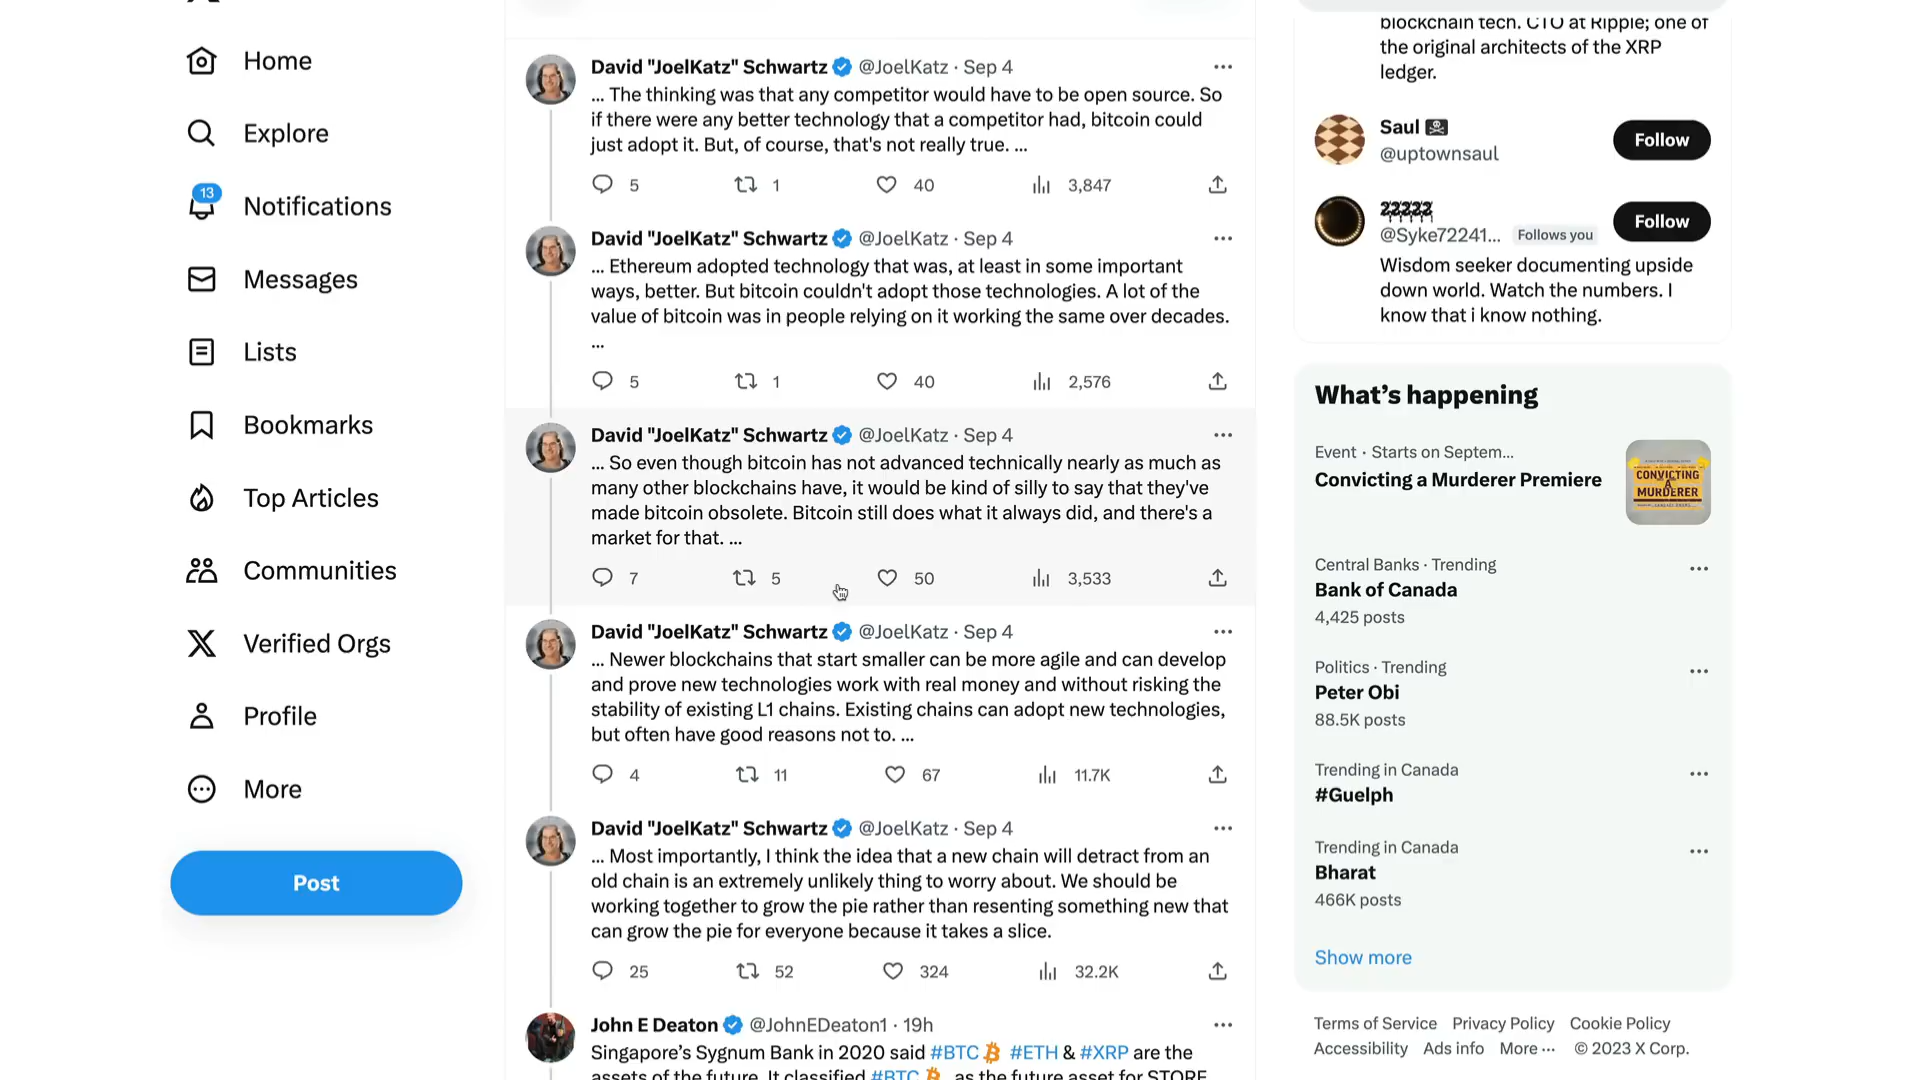 Home
Explore
13
Notifications
Messages
Lists
Bookmarks
Top Articles
Communities
Verified Orgs
Profile
More
Post
David "JoelKatz" Schwartz @JoelKatz · Sep 4
... The thinking was that any competitor would have to be open source. So
if there were any better technology that a competitor had, bitcoin could
just adopt it. But, of course, that's not really true. ...
5 1 40 3,847
David "JoelKatz" Schwartz @JoelKatz · Sep 4
... Ethereum adopted technology that was, at least in some important
ways, better. But bitcoin couldn't adopt those technologies. A lot of the
value of bitcoin was in people relying on it working the same over decades.
...
5 1 40 2,576
David "JoelKatz" Schwartz @JoelKatz · Sep 4
... So even though bitcoin has not advanced technically nearly as much as
many other blockchains have, it would be kind of silly to say that they've
made bitcoin obsolete. Bitcoin still does what it always did, and there's a
market for that. ...
7 5 50 3,533
David "JoelKatz" Schwartz @JoelKatz · Sep 4
... Newer blockchains that start smaller can be more agile and can develop
and prove new technologies work with real money and without risking the
stability of existing L1 chains. Existing chains can adopt new technologies,
but often have good reasons not to. ...
4 11 67 11.7K
David "JoelKatz" Schwartz @JoelKatz · Sep 4
... Most importantly, I think the idea that a new chain will detract from an
old chain is an extremely unlikely thing to worry about. We should be
working together to grow the pie rather than resenting something new that
can grow the pie for everyone because it takes a slice.
25 52 324 32.2K
John E Deaton @JohnEDeaton1 · 19h
Singapore's Sygnum Bank in 2020 said #BTC #ETH & #XRP are the
assets of the future. It classified #BTC as the future asset for STORE
blockchain tech. CTO at Ripple; one of
the original architects of the XRP
ledger.
Saul
@uptownsaul
Follow
@Syke72241... Follows you
Follow
Wisdom seeker documenting upside
down world. Watch the numbers. I
know that i know nothing.
What's happening
Event · Starts on Septem...
Convicting a Murderer Premiere
CONVICTING
A
MURDERER
Central Banks · Trending
Bank of Canada
4,425 posts
Politics · Trending
Peter Obi
88.5K posts
Trending in Canada
#Guelph
Trending in Canada
Bharat
466K posts
Show more
Terms of Service Privacy Policy Cookie Policy
Accessibility Ads info More ... © 2023 X Corp.